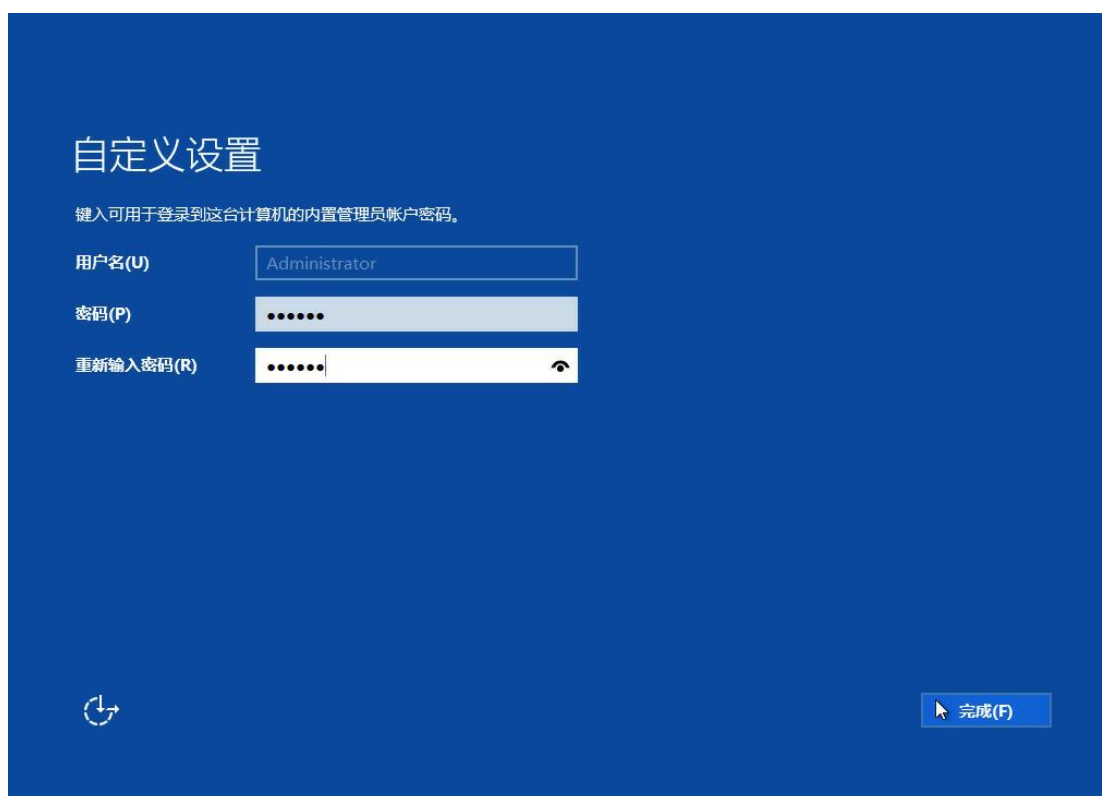 自定义设置
键入可用于登录到这台计算机的内置管理员帐户密码。
用户名(U) Administrator
密码(P) ••••••
重新输入密码(R) ••••••
完成(F)